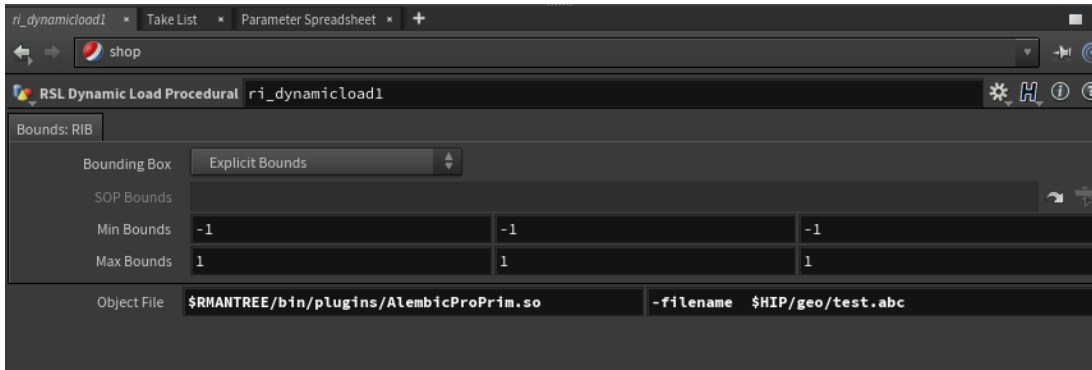 ri_dynamicload1 × Take List × Parameter Spreadsheet × +
shop
RSL Dynamic Load Procedural ri_dynamicload1
Bounds: RIB
Bounding Box Explicit Bounds
SOP Bounds
Min Bounds -1 -1 -1
Max Bounds 1 1 1
Object File $RMANTREE/bin/plugins/AlembicProPrim.so -filename $HIP/geo/test.abc